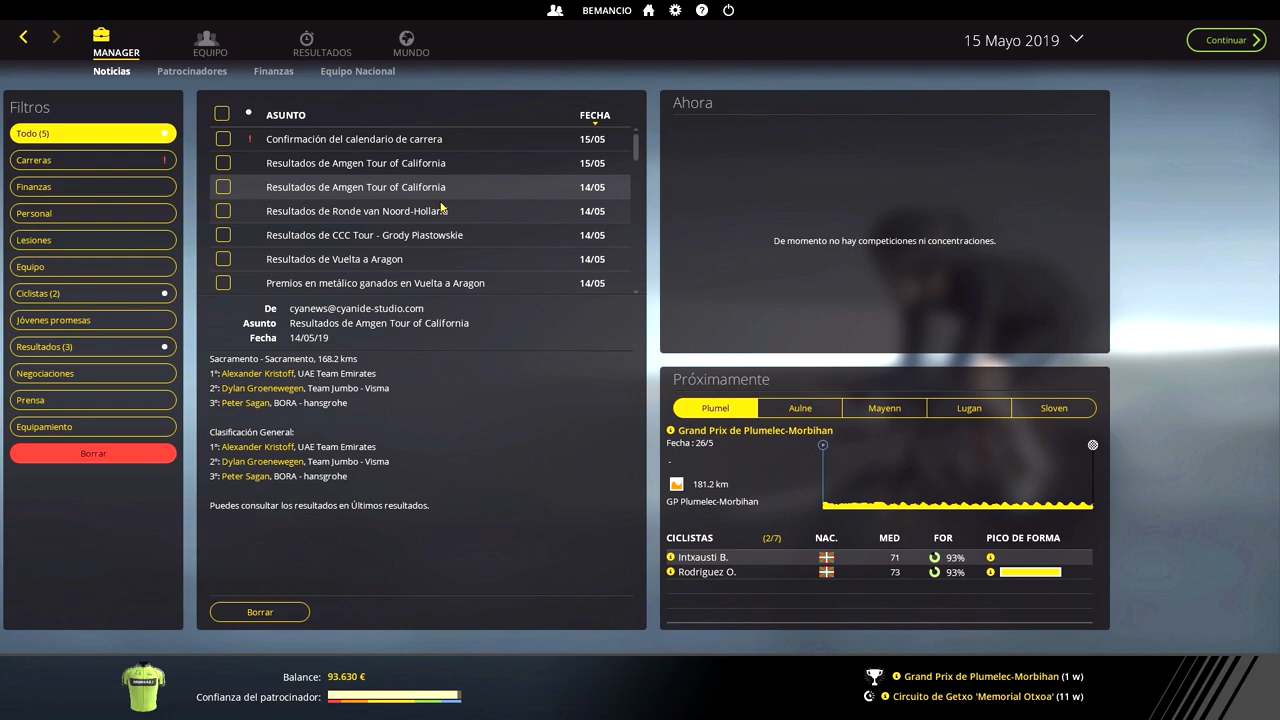 BEMANCIO
MANAGER
EQUIPO
RESULTADOS
MUNDO
15 Mayo 2019
Continuar
Noticias
Patrocinadores
Finanzas
Equipo Nacional
Filtros
Todo (5)
Carreras !
Finanzas
Personal
Lesiones
Equipo
Ciclistas (2)
Jóvenes promesas
Resultados (3)
Negociaciones
Prensa
Equipamiento
Borrar
ASUNTO FECHA
! Confirmación del calendario de carrera 15/05
Resultados de Amgen Tour of California 15/05
Resultados de Amgen Tour of California 14/05
Resultados de Ronde van Noord-Holland 14/05
Resultados de CCC Tour - Grody Piastowskie 14/05
Resultados de Vuelta a Aragon 14/05
Premios en metálico ganados en Vuelta a Aragon 14/05
De cyanews@cyanide-studio.com
Asunto Resultados de Amgen Tour of California
Fecha 14/05/19
Sacramento - Sacramento, 168.2 kms
1º: Alexander Kristoff, UAE Team Emirates
2º: Dylan Groenewegen, Team Jumbo - Visma
3º: Peter Sagan, BORA - hansgrohe
Clasificación General:
1º: Alexander Kristoff, UAE Team Emirates
2º: Dylan Groenewegen, Team Jumbo - Visma
3º: Peter Sagan, BORA - hansgrohe
Puedes consultar los resultados en Últimos resultados.
Borrar
Ahora
De momento no hay competiciones ni concentraciones.
Próximamente
Plumel Aulne Mayenn Lugan Sloven
Grand Prix de Plumelec-Morbihan
Fecha : 26/5
-
181.2 km
GP Plumelec-Morbihan
CICLISTAS (2/7) NAC. MED FOR PICO DE FORMA
Intxausti B. 71 93%
Rodriguez O. 73 93%
Balance: 93.630 €
Confianza del patrocinador:
Grand Prix de Plumelec-Morbihan (1 w)
Circuito de Getxo 'Memorial Otxoa' (11 w)